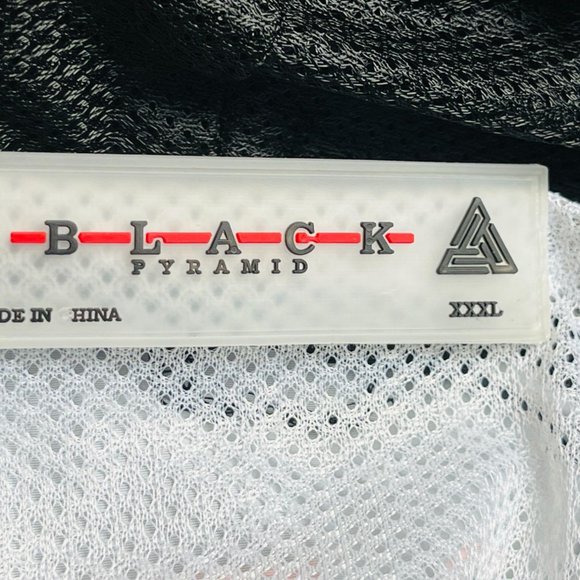 BLACK
PYRAMID
DE IN HINA
XXXL